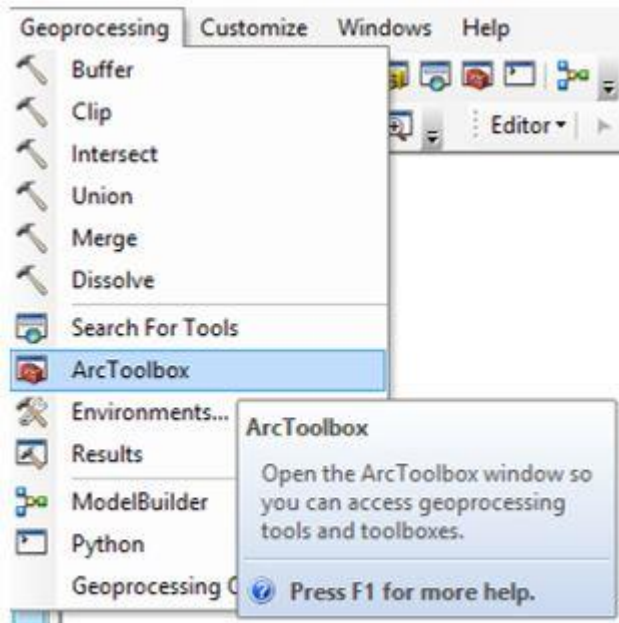 Geoprocessing Customize Windows Help
Buffer
Clip
Editor
Intersect
Union
Merge
Dissolve
Search For Tools
ArcToolbox
Environments...
Results
ModelBuilder
Python
Geoprocessing
ArcToolbox
Open the ArcToolbox window so
you can access geoprocessing
tools and toolboxes.
Press F1 for more help.